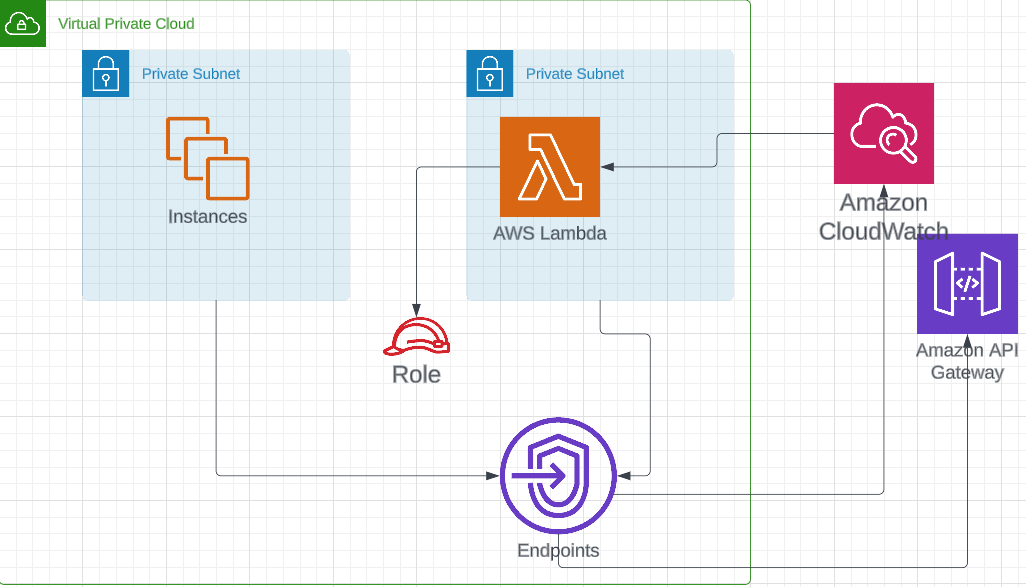 Virtual Private Cloud
Private Subnet
Private Subnet
Instances
AWS Lambda
Amazon
CloudWatch
</>
Amazon API
Gateway
Role
Endpoints